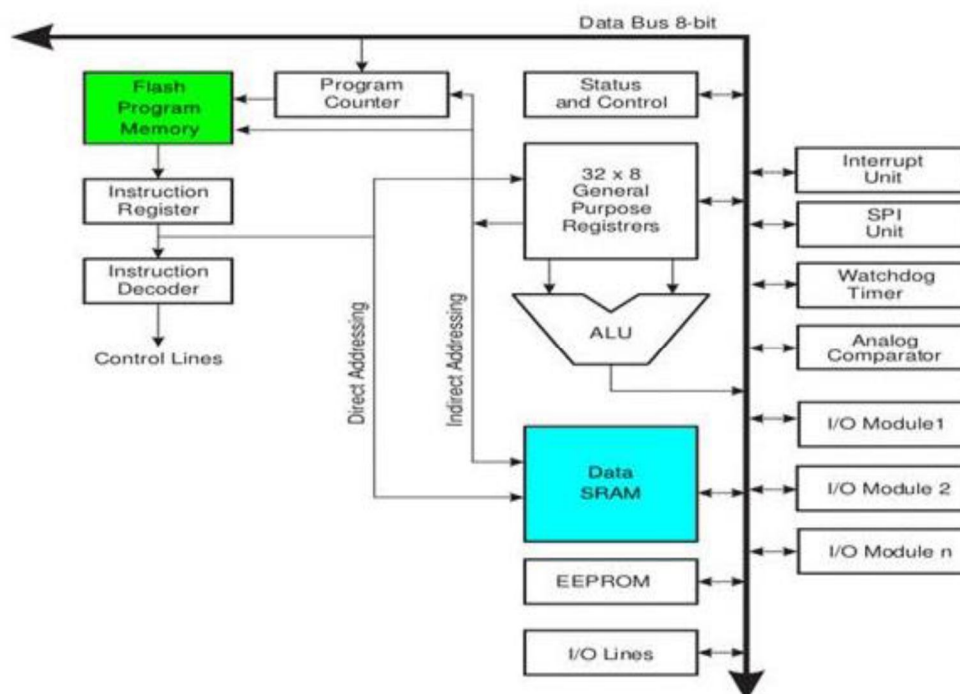 Data Bus 8-bit
Flash
Program
Memory
Program
Counter
Status
and Control
32 x 8
General
Purpose
Registrers
Instruction
Register
Instruction
Decoder
Control Lines
Direct Addressing
Indirect Addressing
ALU
Data
SRAM
EEPROM
I/O Lines
Interrupt
Unit
SPI
Unit
Watchdog
Timer
Analog
Comparator
I/O Module1
I/O Module 2
I/O Module n